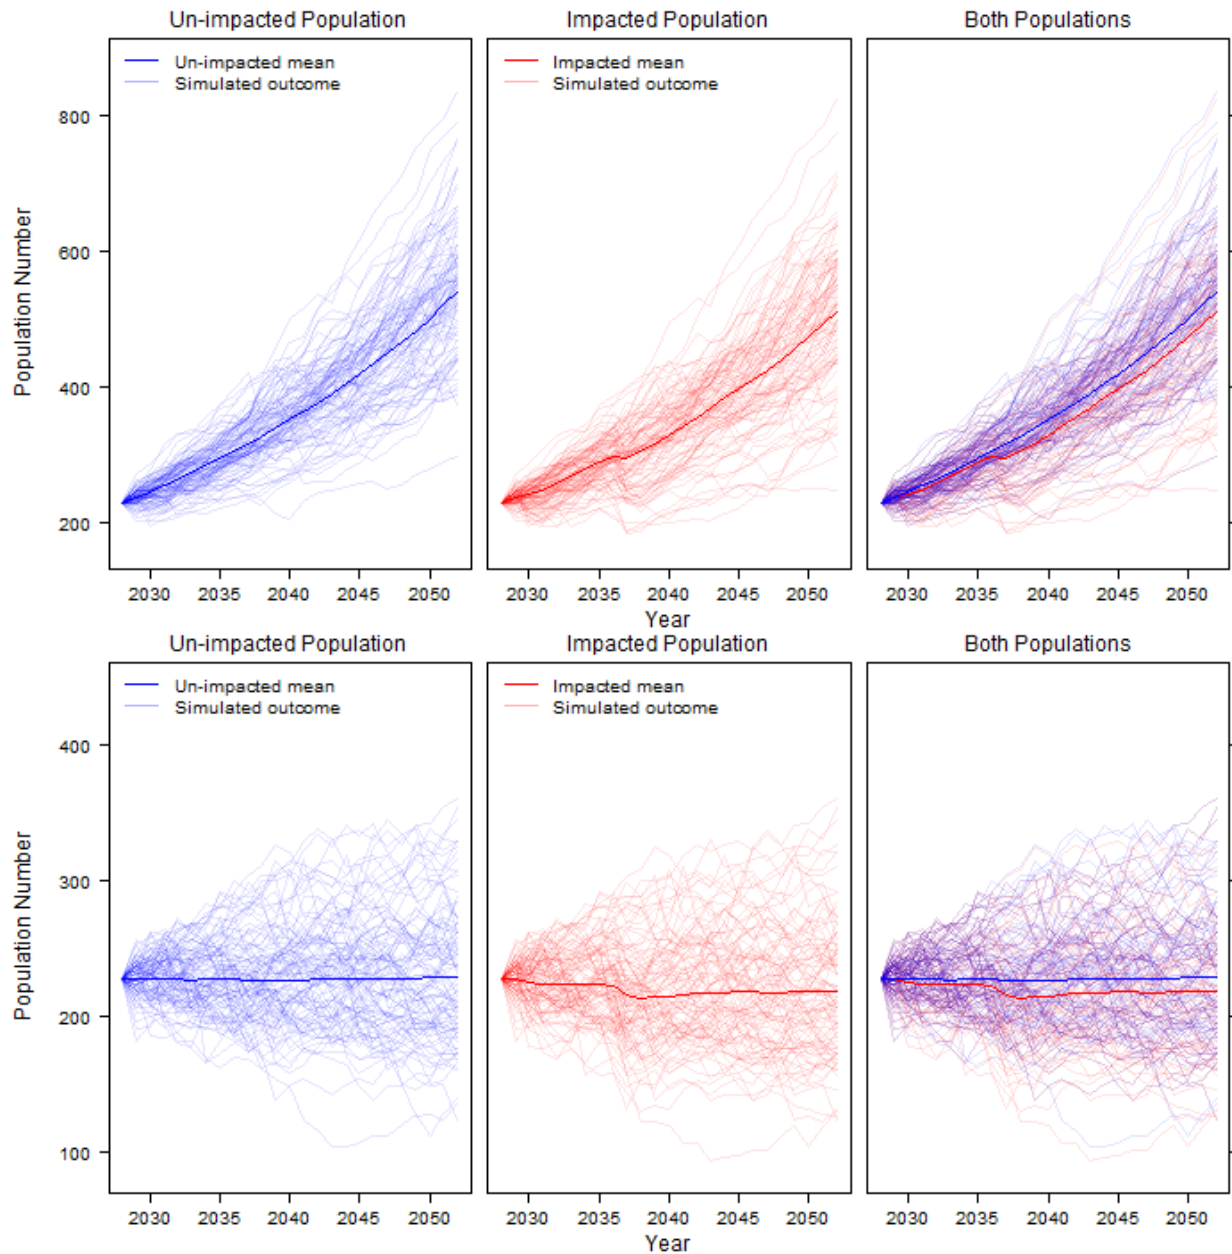 Un-impacted Population
Impacted Population
Both Populations
Un-impacted mean
Simulated outcome
Impacted mean
Simulated outcome
Population Number
800
600
400
200
2030 2035 2040 2045 2050
2030 2035 2040 2045 2050
2030 2035 2040 2045 2050
Year
Un-impacted Population
Impacted Population
Both Populations
Un-impacted mean
Simulated outcome
Impacted mean
Simulated outcome
Population Number
400
300
200
100
2030 2035 2040 2045 2050
2030 2035 2040 2045 2050
2030 2035 2040 2045 2050
Year